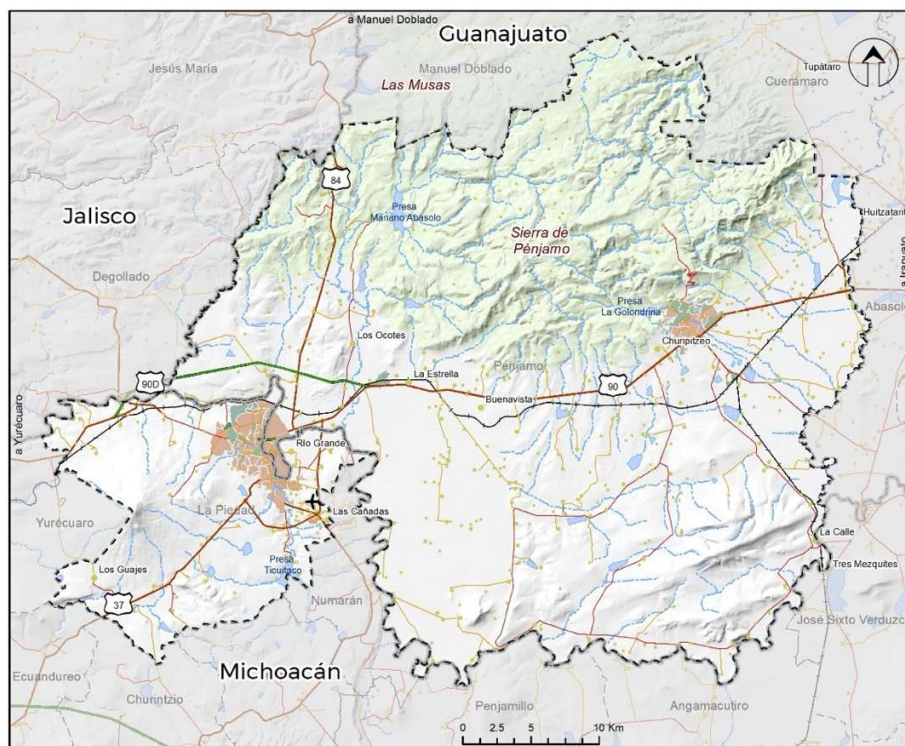 a Manuel Doblado
Guanajuato
Tupátaro
Jesús María
Manuel Doblado
Cuerámaro
Las Musas
84
Jalisco
Presa
Mariano Abasolo
Huitzatarit
Sierra de
Pénjamo
Degollado
a Irapuato
Presa
La Golondrina
Abasolo
Churipitzeo
Los Ocotes
Pénjamo
La Estrella
90D
90
Buenavista
a Yurécuaro
Río Grande
La Piedad
Las Cañadas
Yurécuaro
La Calle
Los Guajes
Presa
Ticuitaco
Tres Mezquites
37
Numarán
José Sixto Verduzc
Michoacán
Ecuandureo
Churintzio
Penjamillo
Angamacutiro
0 2.5 5 10 Km